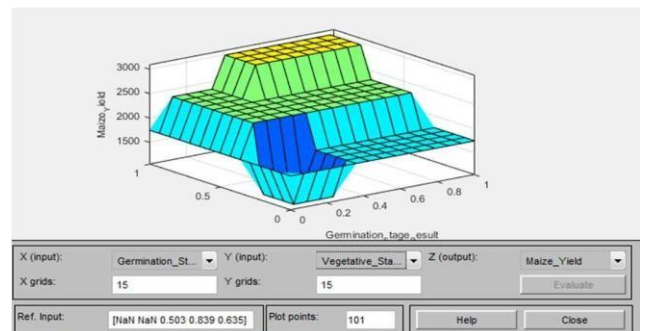 3000
2500
2000
1500
Maize_Yield
1
0.5
0
0
0.2
0.4
0.6
0.8
1
Germination_stage_result
X (input): Germination_St... Y (input): Vegetative_Sta... Z (output): Maize_Yield
X grids: 15 Y grids: 15 Evaluate
Ref. Input: [NaN NaN 0.503 0.839 0.635] Plot points: 101 Help Close